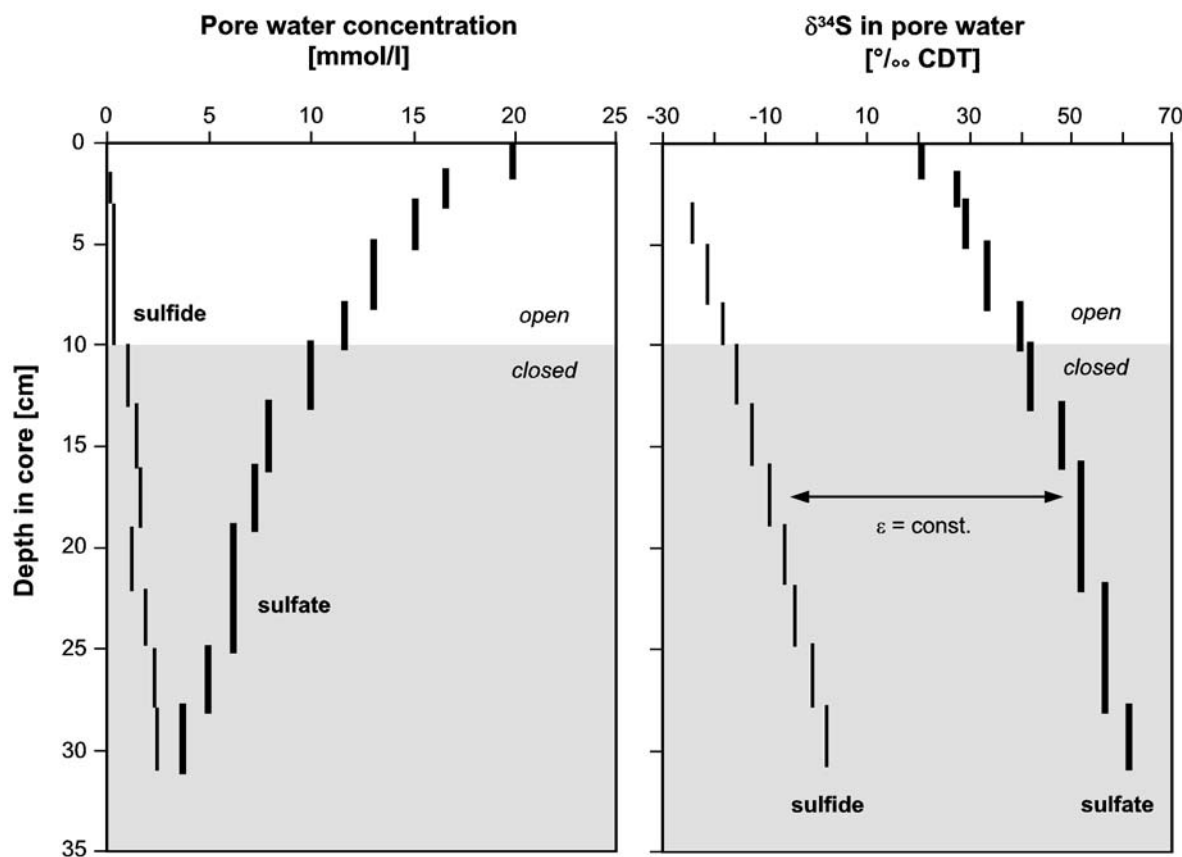 Pore water concentration
[mmol/l]
0 5 10 15 20 25
0
5
10
15
20
25
30
35
Depth in core [cm]
sulfide
open
closed
sulfate
δ³⁴S in pore water
[°/∞ CDT]
-30 -10 10 30 50 70
open
closed
ε = const.
sulfide
sulfate